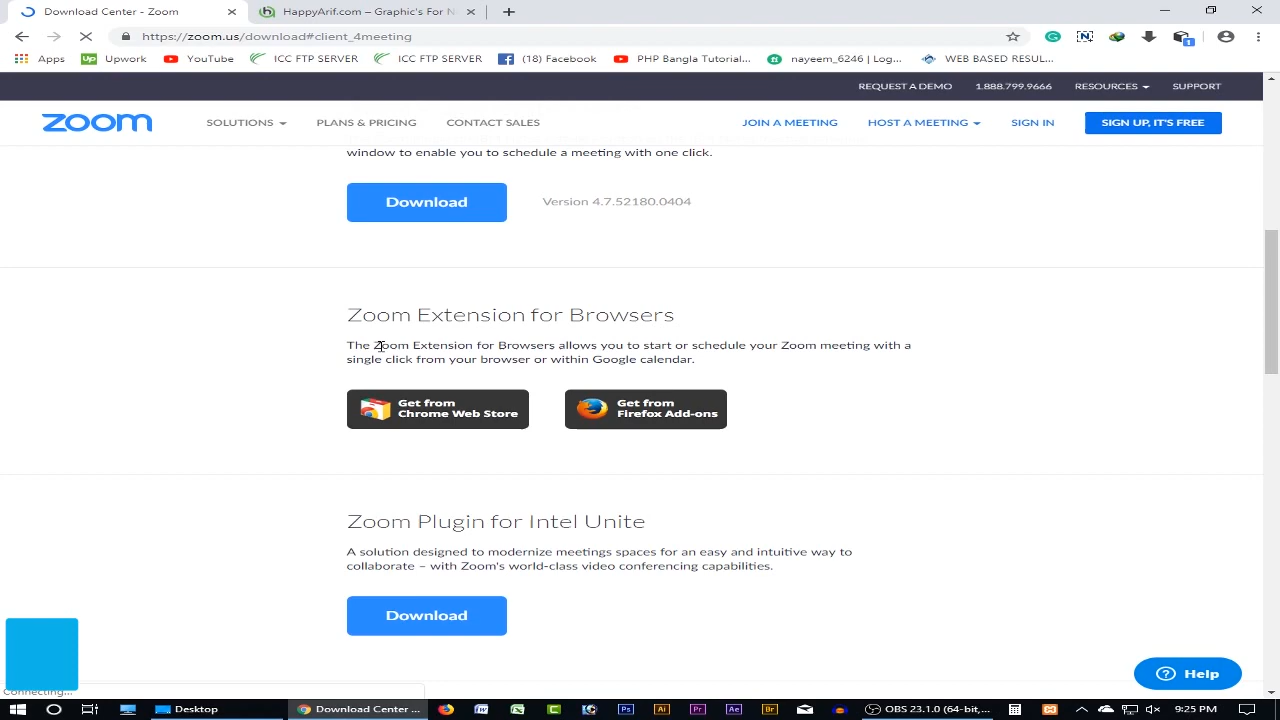 Download Center - Zoom
HappyArif.com – Graphic's For N
https://zoom.us/download#client_4meeting
Apps
Up Upwork
YouTube
ICC FTP SERVER
ICC FTP SERVER
(18) Facebook
PHP Bangla Tutorial...
nayeem_6246 | Log...
WEB BASED RESUL...
REQUEST A DEMO 1.888.799.9666 RESOURCES SUPPORT
zoom SOLUTIONS PLANS & PRICING CONTACT SALES JOIN A MEETING HOST A MEETING SIGN IN SIGN UP, IT'S FREE
window to enable you to schedule a meeting with one click.
Download Version 4.7.52180.0404
Zoom Extension for Browsers
The Zoom Extension for Browsers allows you to start or schedule your Zoom meeting with a
single click from your browser or within Google calendar.
Get from
Chrome Web Store
Get from
Firefox Add-ons
Zoom Plugin for Intel Unite
A solution designed to modernize meetings spaces for an easy and intuitive way to
collaborate – with Zoom's world-class video conferencing capabilities.
Download
Help
Connecting...
Desktop
Download Center ...
Ps
Ai
Pr
Ae
Br
OBS 23.1.0 (64-bit,...
9:25 PM